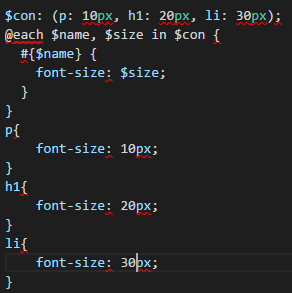 $con: (p: 10px, h1: 20px, li: 30px);
@each $name, $size in $con {
  #{$name} {
    font-size: $size;
  }
}
p{
    font-size: 10px;
}
h1{
    font-size: 20px;
}
li{
    font-size: 30px;
}